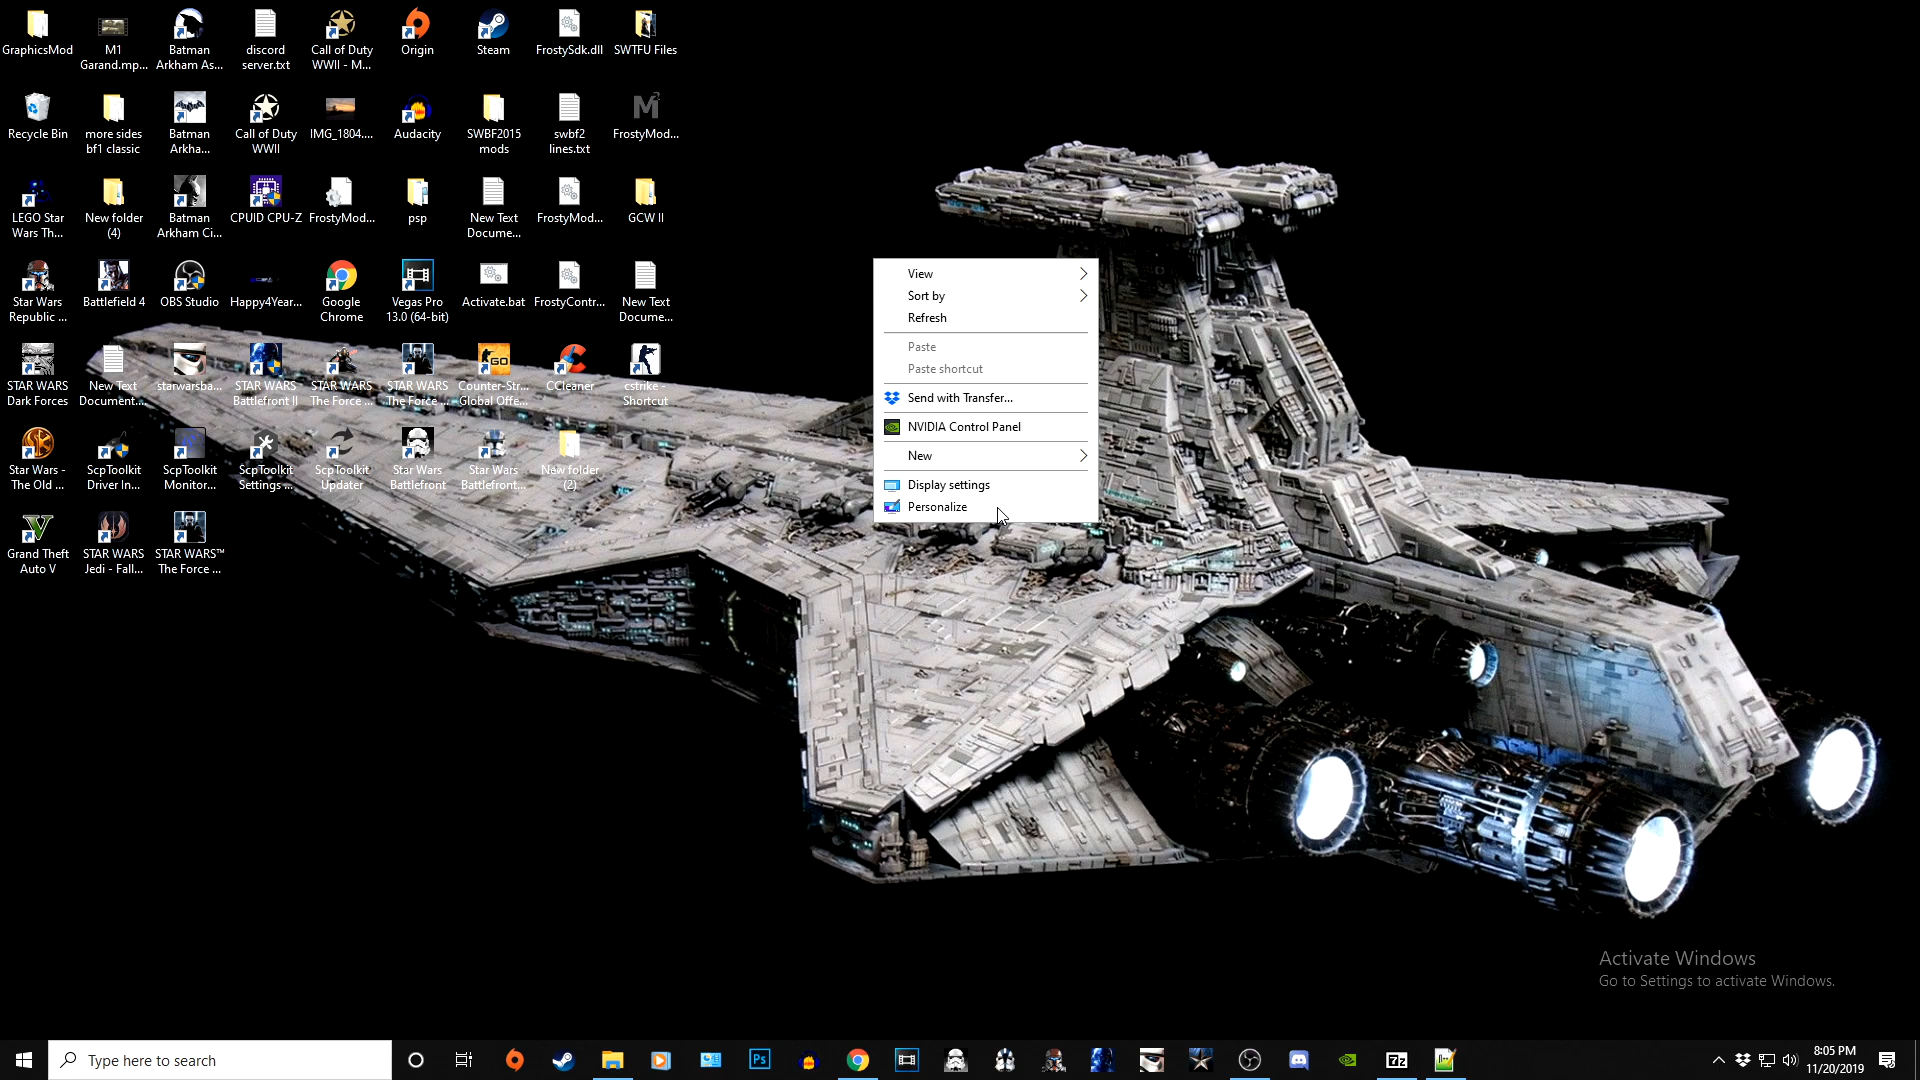 GraphicsMod
M1
Garand.mp...
Batman
Arkham As...
discord
server.txt
Call of Duty
WWII - M...
Origin
Steam
FrostySdk.dll
SWTFU Files
Recycle Bin
more sides
bf1 classic
Batman
Arkha...
Call of Duty
WWII
IMG_1804....
Audacity
SWBF2015
mods
swbf2
lines.txt
M2
FrostyMod...
LEGO Star
Wars Th...
New folder
(4)
Batman
Arkham Ci...
CPUID CPU-Z
FrostyMod...
psp
New Text
Docume...
FrostyMod...
GCW II
Star Wars
Republic ...
Battlefield 4
OBS Studio
Happy4Year...
Google
Chrome
Vegas Pro
13.0 (64-bit)
Activate.bat
FrostyContr...
New Text
Docume...
STAR WARS
Dark Forces
New Text
Document....
starwarsba...
STAR WARS
Battlefront II
STAR WARS
The Force ...
STAR WARS
The Force ...
GO
Counter-Str...
Global Offe...
CCleaner
cstrike -
Shortcut
Star Wars -
The Old ...
ScpToolkit
Driver In...
ScpToolkit
Monitor...
ScpToolkit
Settings ...
ScpToolkit
Updater
Star Wars
Battlefront
Star Wars
Battlefront...
New folder
(2)
V
Grand Theft
Auto V
STAR WARS
Jedi - Fall...
STAR WARS™
The Force ...
View
Sort by
Refresh
Paste
Paste shortcut
Send with Transfer...
NVIDIA Control Panel
New
Display settings
Personalize
Activate Windows
Go to Settings to activate Windows.
Type here to search
Ps
7z
8:05 PM
11/20/2019